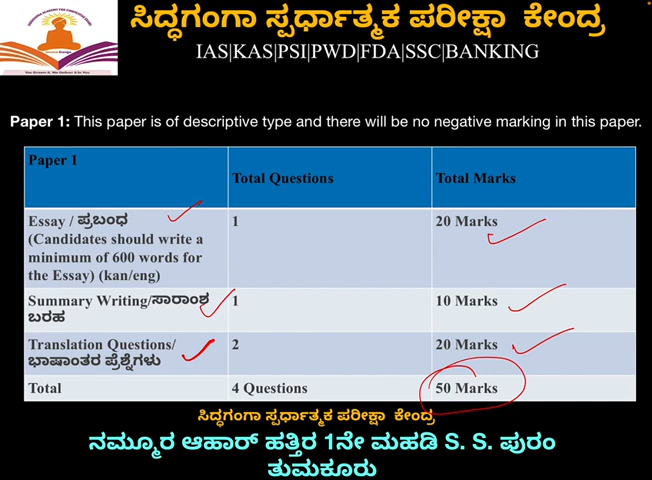 ಸಿದ್ಧಗಂಗಾ ಸ್ಪರ್ಧಾತ್ಮಕ ಪರೀಕ್ಷಾ ಕೇಂದ್ರ
IAS|KAS|PSI|PWD|FDA|SSC|BANKING
Paper 1: This paper is of descriptive type and there will be no negative marking in this paper.
Paper 1
Total Questions
Total Marks
Essay / ಪ್ರಬಂಧ
(Candidates should write a
minimum of 600 words for
the Essay) (kan/eng)
1
20 Marks
Summary Writing/ಸಾರಾಂಶ
ಬರಹ
1
10 Marks
Translation Questions/
ಭಾಷಾಂತರ ಪ್ರಶ್ನೆಗಳು
2
20 Marks
Total
4 Questions
50 Marks
ಸಿದ್ಧಗಂಗಾ ಸ್ಪರ್ಧಾತ್ಮಕ ಪರೀಕ್ಷಾ ಕೇಂದ್ರ
ನಮ್ಮೂರ ಆಹಾರ್ ಹತ್ತಿರ 1ನೇ ಮಹಡಿ S. S. ಪುರಂ
ತುಮಕೂರು